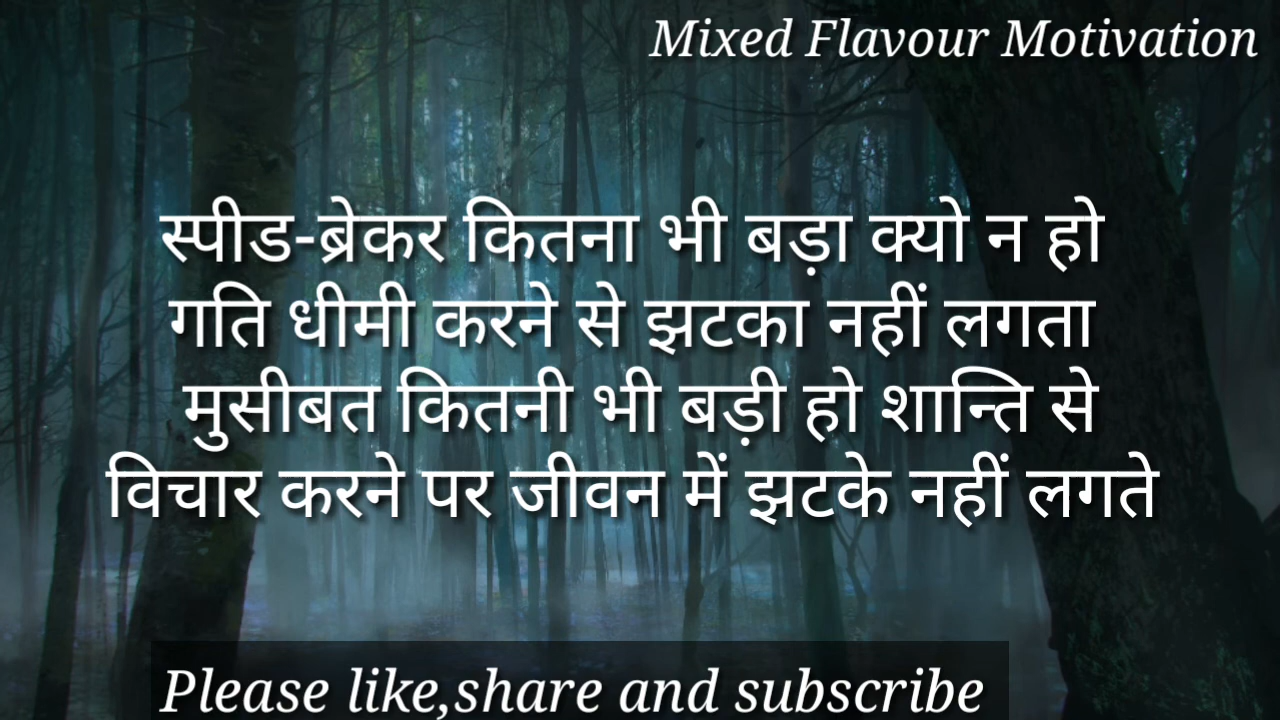 Mixed Flavour Motivation
स्पीड-ब्रेकर कितना भी बड़ा क्यो न हो
गति धीमी करने से झटका नहीं लगता
मुसीबत कितनी भी बड़ी हो शान्ति से
विचार करने पर जीवन में झटके नहीं लगते
Please like,share and subscribe